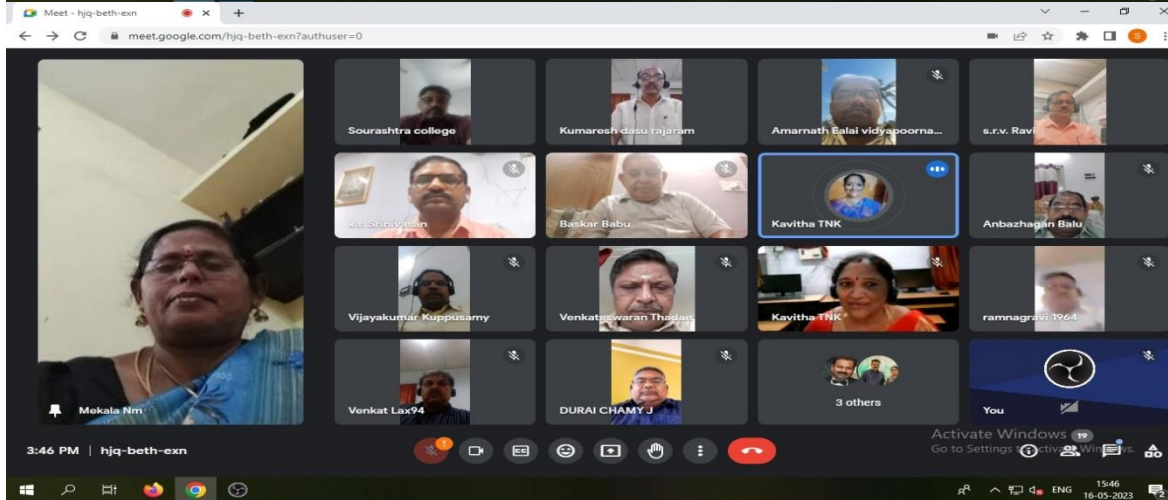 Meet - hjq-beth-exn
meet.google.com/hjq-beth-exn?authuser=0
S
Sourashtra college
Kumaresh dasu rajaram
Amarnath Ealai vidyapoorna...
s.r.v. Ravi
k.r. Srinivasan
Baskar Babu
Kavitha TNK
Anbazhagan Balu
Vijayakumar Kuppusamy
Venkateswaran Thadan
Kavitha TNK
ramnagravi 1964
Mekala Nm
Venkat Lax94
DURAI CHAMY J
3 others
You
Activate Windows
19
Go to Settings to activate Windows.
3:46 PM | hjq-beth-exn
CC
ENG
15:46
16-05-2023